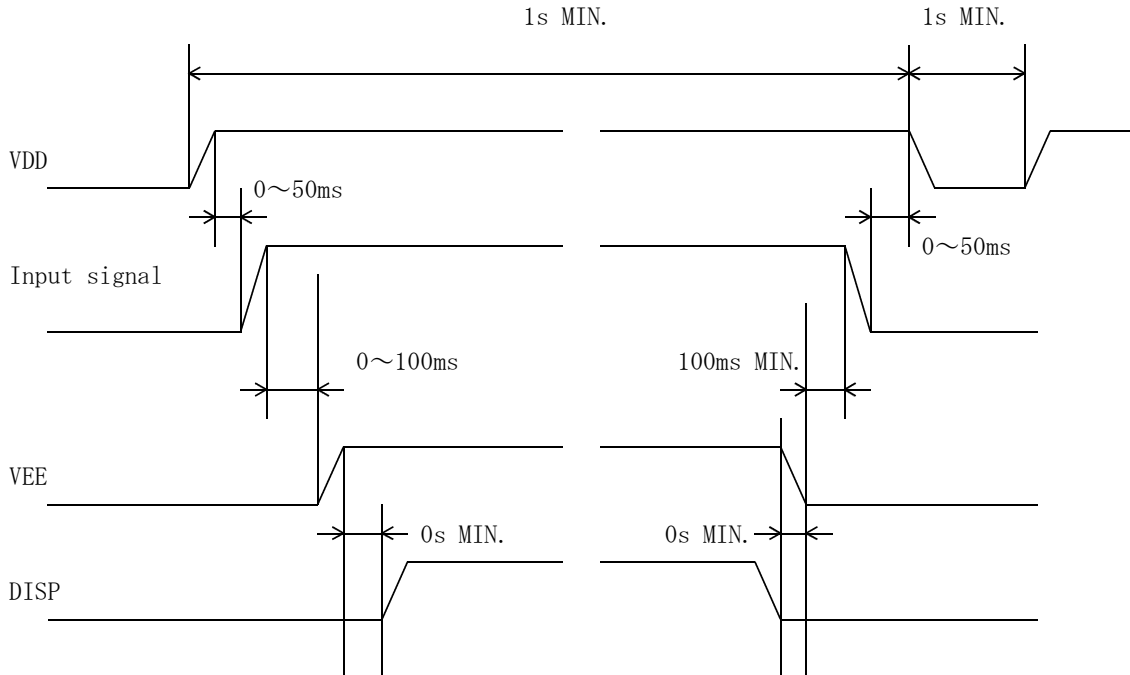 1s MIN.
1s MIN.
VDD
0～50ms
0～50ms
Input signal
0～100ms
100ms MIN.
VEE
0s MIN.
0s MIN.
DISP